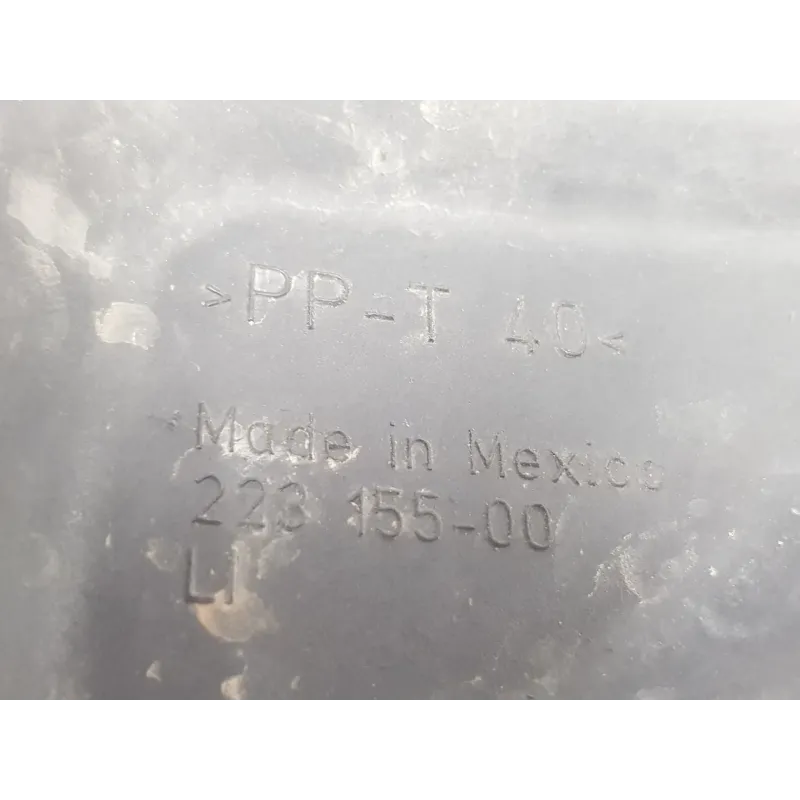 >PP-T 40<
Made in Mexico
223 155-00
LI